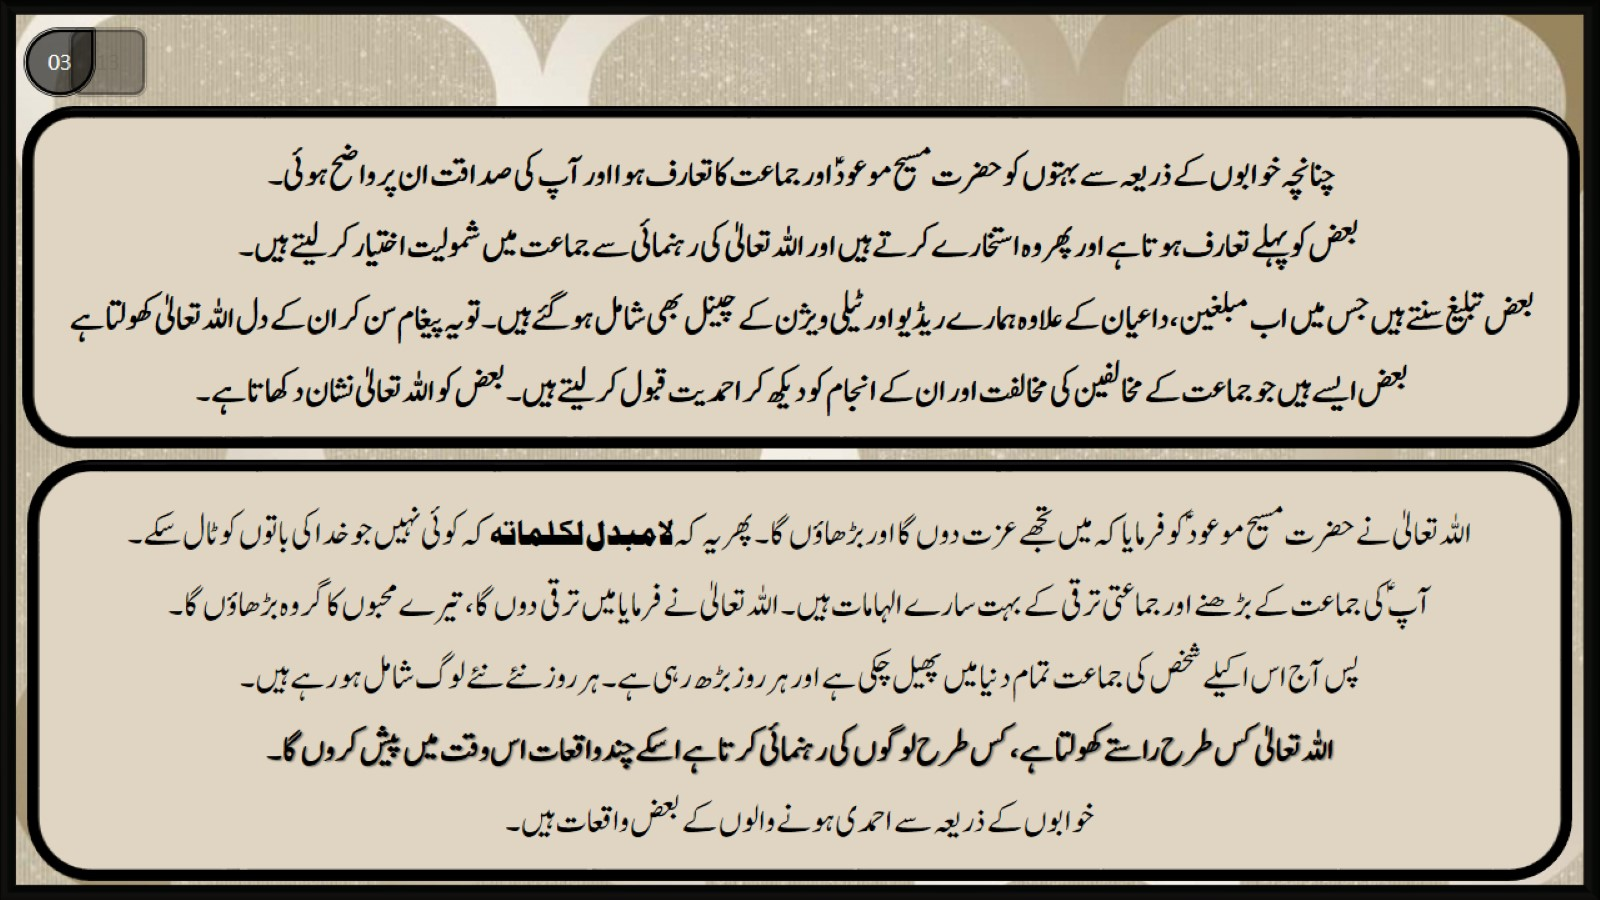 03
چنانچہ خوابوں کے ذریعہ سے بہتوں کو حضرت مسیح موعودؑ اور جماعت کا تعارف ہوا اور آپ کی صداقت ان پر واضح ہوئی۔
بعض کو پہلے تعارف ہوتا ہے اور پھر وہ استخارے کرتے ہیں اور اللہ تعالیٰ کی رہنمائی سے جماعت میں شمولیت اختیار کر لیتے ہیں۔
بعض تبلیغ سنتے ہیں جس میں اب مبلغین، داعیان کے علاوہ ہمارے ریڈیو اور ٹیلی ویژن کے چینل بھی شامل ہو گئے ہیں۔ تو یہ پیغام سن کر ان کے دل اللہ تعالیٰ کھولتا ہے
بعض ایسے ہیں جو جماعت کے مخالفین کی مخالفت اور ان کے انجام کو دیکھ کر احمدیت قبول کر لیتے ہیں۔ بعض کو اللہ تعالیٰ نشان دکھاتا ہے۔
اللہ تعالیٰ نے حضرت مسیح موعودؑ کو فرمایا کہ میں تجھے عزت دوں گا اور بڑھاؤں گا۔ پھر یہ کہ لا مبدل لکلماته کہ کوئی نہیں جو خدا کی باتوں کو ٹال سکے۔
آپؑ کی جماعت کے بڑھنے اور جماعتی ترقی کے بہت سارے الہامات ہیں۔ اللہ تعالیٰ نے فرمایا میں ترقی دوں گا، تیرے محبوں کا گروہ بڑھاؤں گا۔
پس آج اس اکیلے شخص کی جماعت تمام دنیا میں پھیل چکی ہے اور ہر روز بڑھ رہی ہے۔ ہر روز نئے نئے لوگ شامل ہو رہے ہیں۔
اللہ تعالیٰ کس طرح راستے کھولتا ہے، کس طرح لوگوں کی رہنمائی کرتا ہے اسکے چند واقعات اس وقت میں پیش کروں گا۔
خوابوں کے ذریعہ سے احمدی ہونے والوں کے بعض واقعات ہیں۔